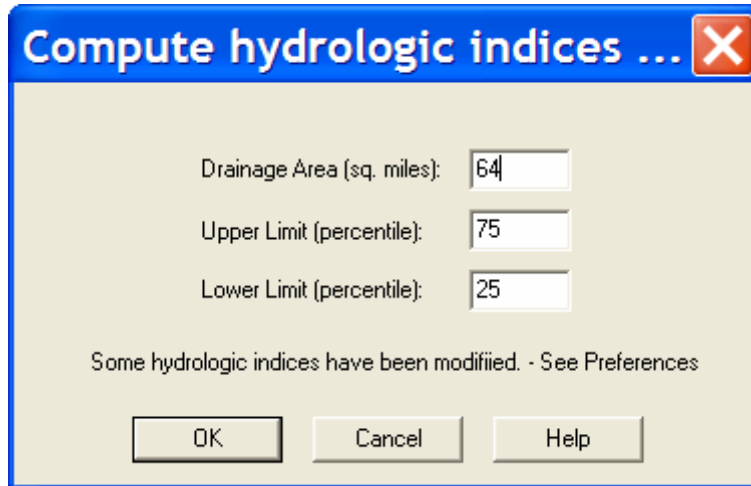 Compute hydrologic indices ...
Drainage Area (sq. miles): 64
Upper Limit (percentile): 75
Lower Limit (percentile): 25
Some hydrologic indices have been modifiied. - See Preferences
OK Cancel Help